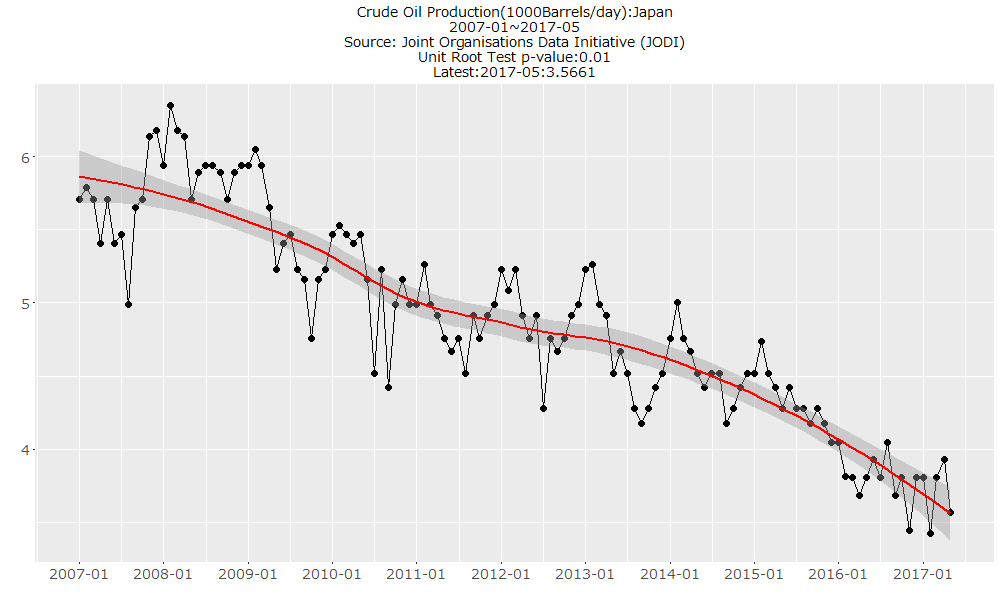 Crude Oil Production(1000Barrels/day):Japan
2007-01~2017-05
Source: Joint Organisations Data Initiative (JODI)
Unit Root Test p-value:0.01
Latest:2017-05:3.5661
6
5
4
2007-01 2008-01 2009-01 2010-01 2011-01 2012-01 2013-01 2014-01 2015-01 2016-01 2017-01